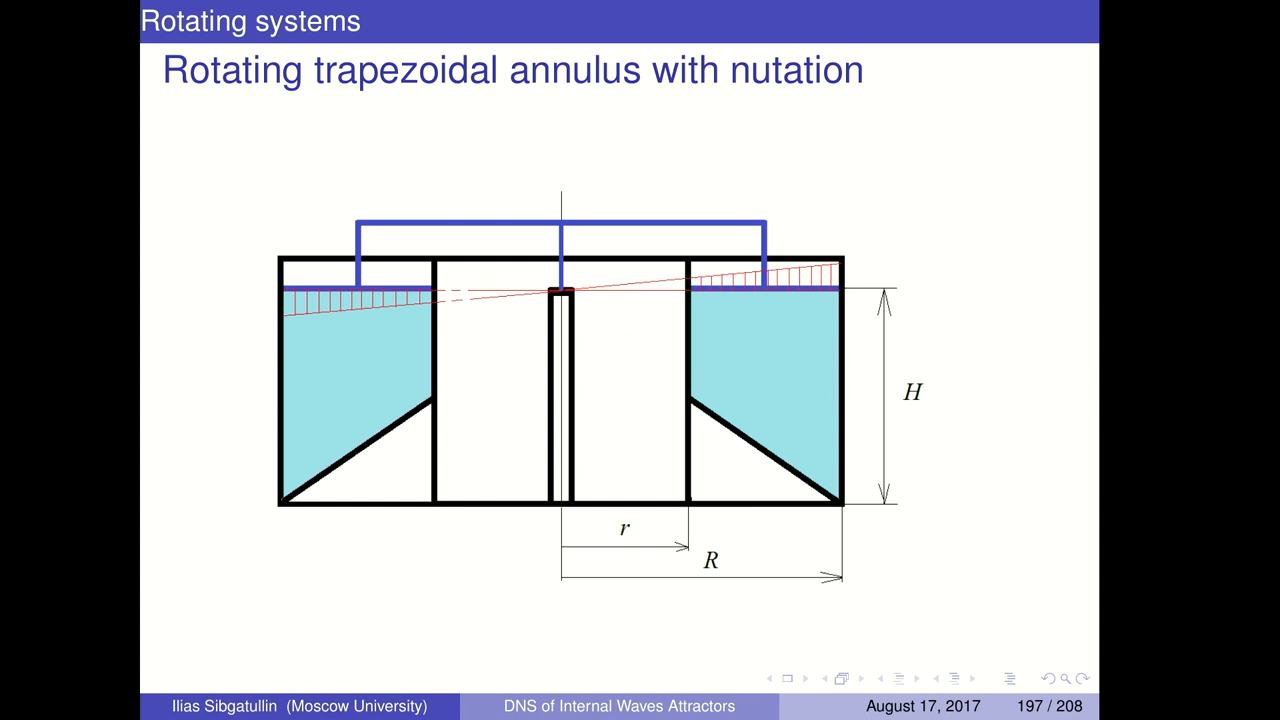 Rotating systems
Rotating trapezoidal annulus with nutation
H
r
R
Ilias Sibgatullin (Moscow University)
DNS of Internal Waves Attractors
August 17, 2017
197 / 208